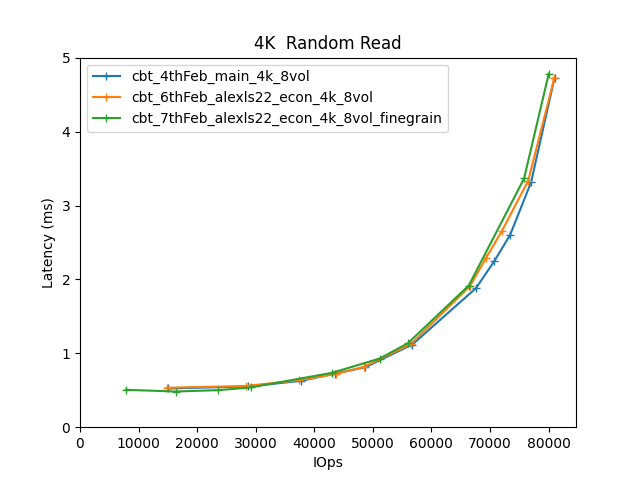 4K  Random Read
cbt_4thFeb_main_4k_8vol
cbt_6thFeb_alexls22_econ_4k_8vol
cbt_7thFeb_alexls22_econ_4k_8vol_finegrain
Latency (ms)
5
4
3
2
1
0
0 10000 20000 30000 40000 50000 60000 70000 80000
IOps